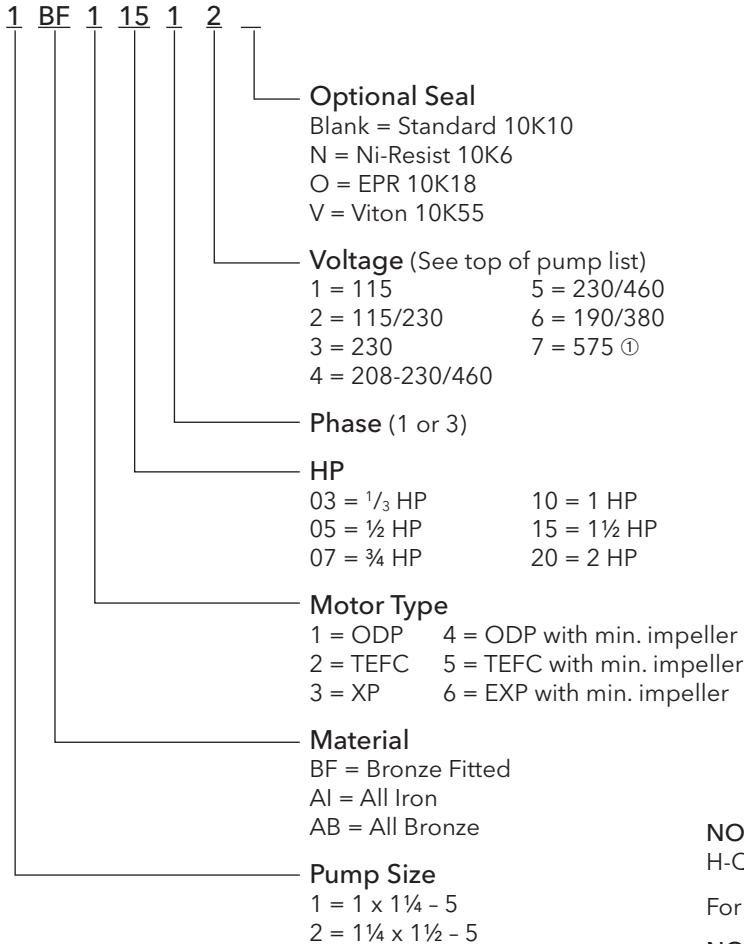 1 BF 1 15 1 2 _
Optional Seal
Blank = Standard 10K10
N = Ni-Resist 10K6
O = EPR 10K18
V = Viton 10K55
Voltage (See top of pump list)
1 = 115 5 = 230/460
2 = 115/230 6 = 190/380
3 = 230 7 = 575 ①
4 = 208-230/460
Phase (1 or 3)
HP
03 = 1/3 HP 10 = 1 HP
05 = ½ HP 15 = 1½ HP
07 = ¾ HP 20 = 2 HP
Motor Type
1 = ODP 4 = ODP with min. impeller
2 = TEFC 5 = TEFC with min. impeller
3 = XP 6 = EXP with min. impeller
Material
BF = Bronze Fitted
AI = All Iron
AB = All Bronze
Pump Size
1 = 1 x 1¼ – 5
2 = 1¼ x 1½ – 5
For